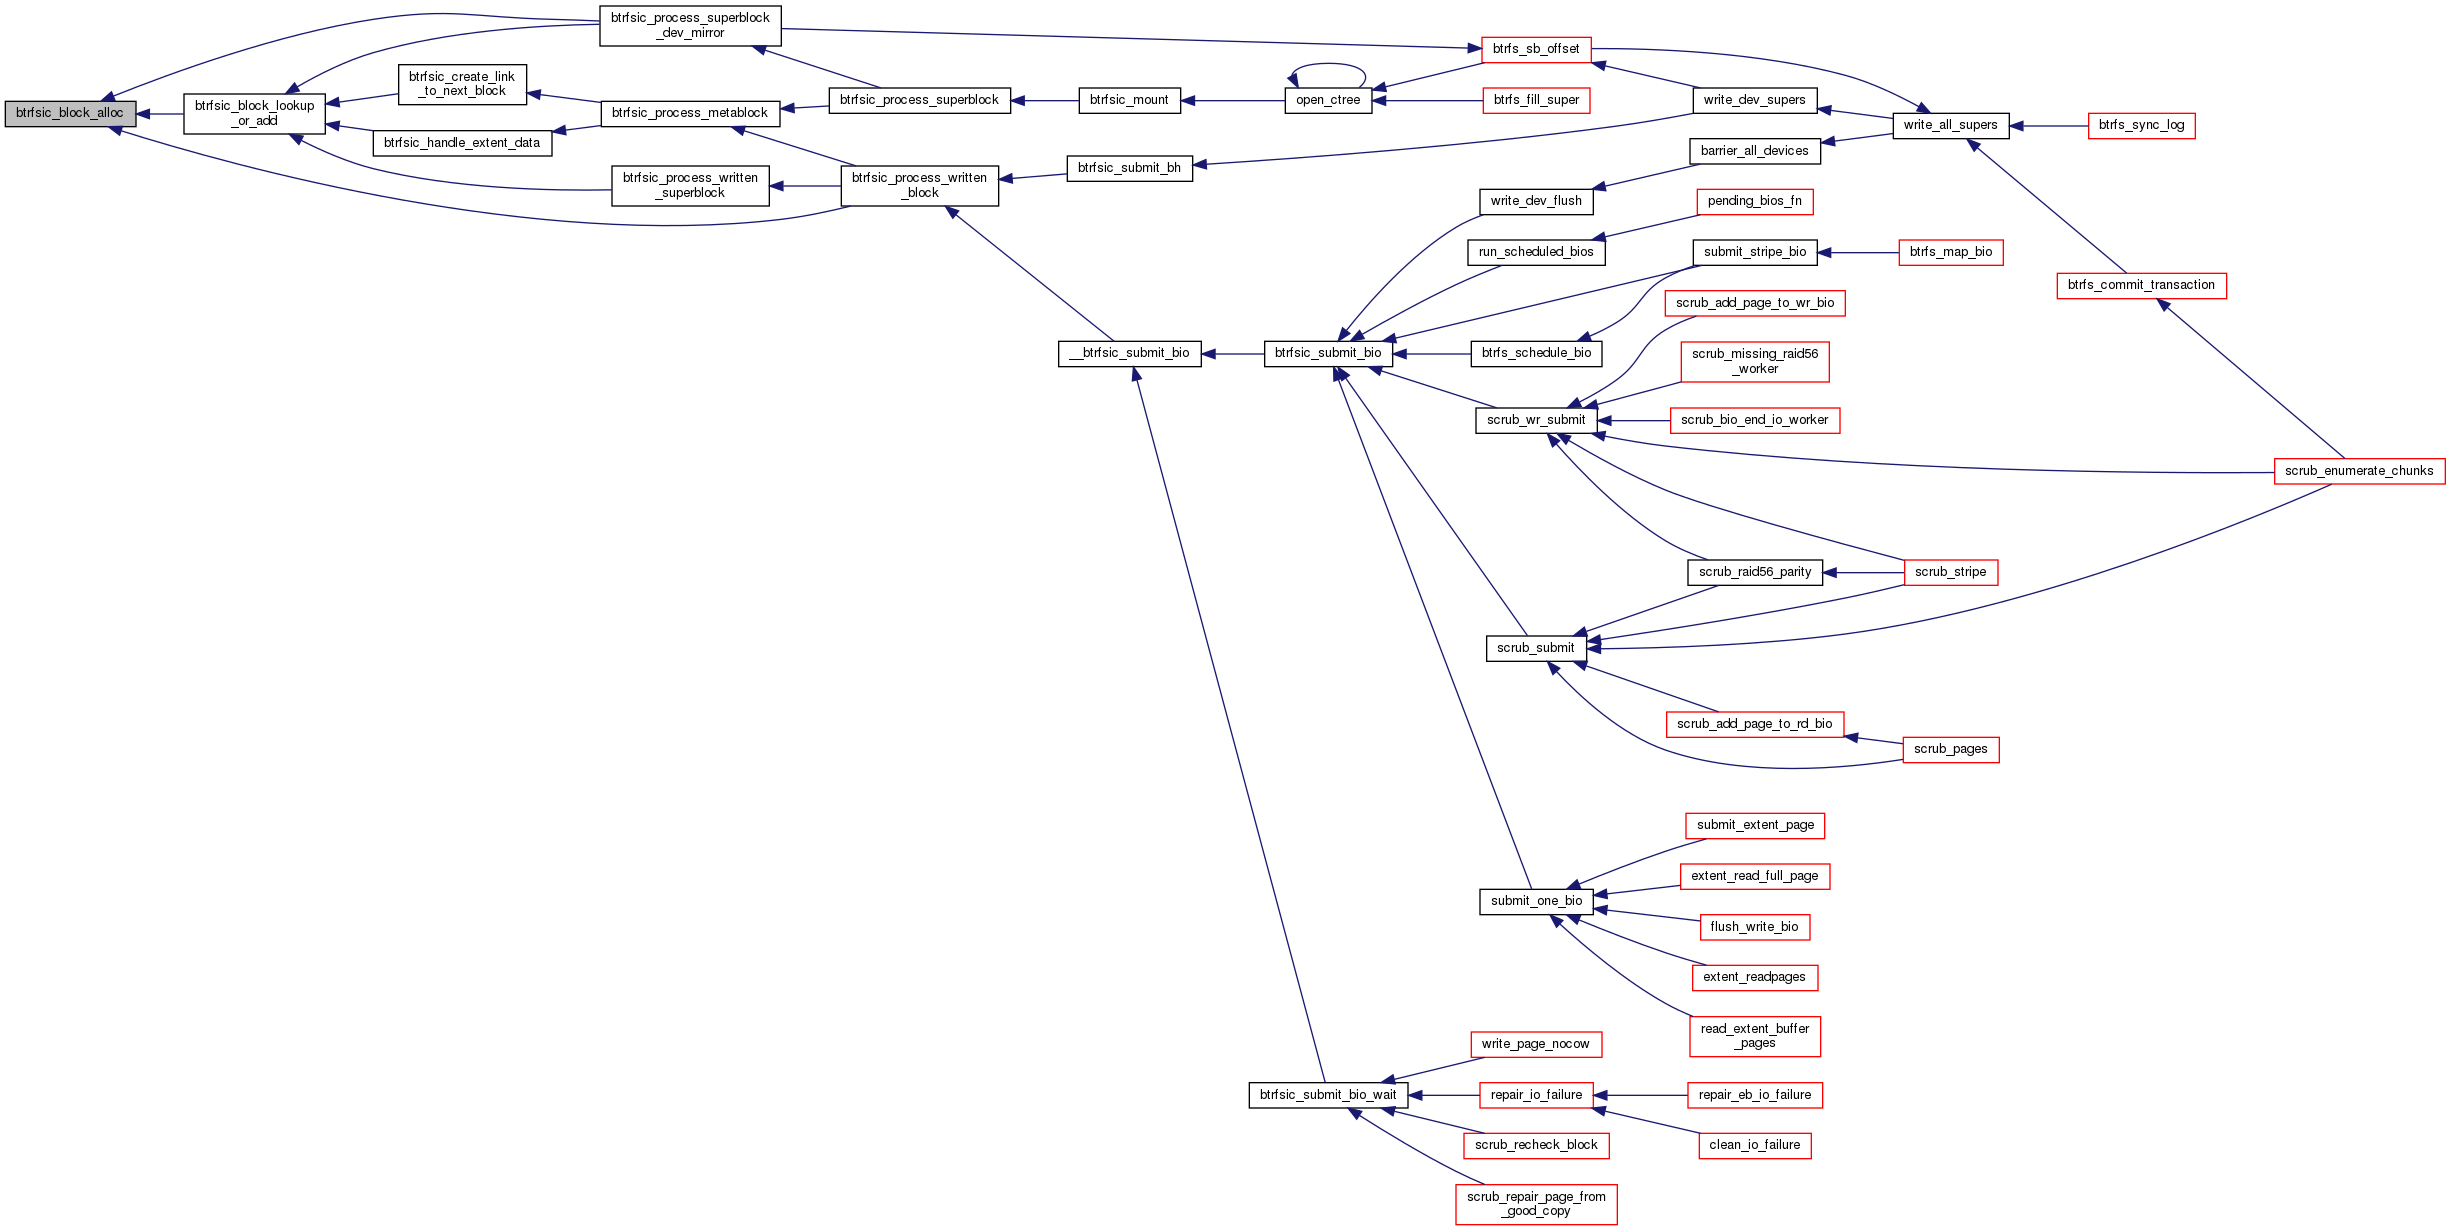 btrfsic_block_alloc
btrfsic_block_lookup
_or_add
btrfsic_process_superblock
_dev_mirror
btrfsic_create_link
_to_next_block
btrfsic_handle_extent_data
btrfsic_process_metablock
btrfsic_process_written
_superblock
btrfsic_process_superblock
btrfsic_process_written
_block
btrfsic_mount
btrfsic_submit_bh
__btrfsic_submit_bio
open_ctree
btrfsic_submit_bio
btrfsic_submit_bio_wait
btrfs_sb_offset
btrfs_fill_super
write_dev_flush
run_scheduled_bios
btrfs_schedule_bio
scrub_wr_submit
scrub_submit
submit_one_bio
write_page_nocow
repair_io_failure
scrub_recheck_block
scrub_repair_page_from
_good_copy
write_dev_supers
barrier_all_devices
pending_bios_fn
submit_stripe_bio
scrub_add_page_to_wr_bio
scrub_missing_raid56
_worker
scrub_bio_end_io_worker
scrub_raid56_parity
scrub_add_page_to_rd_bio
submit_extent_page
extent_read_full_page
flush_write_bio
extent_readpages
read_extent_buffer
_pages
repair_eb_io_failure
clean_io_failure
write_all_supers
btrfs_map_bio
scrub_stripe
scrub_pages
btrfs_sync_log
btrfs_commit_transaction
scrub_enumerate_chunks